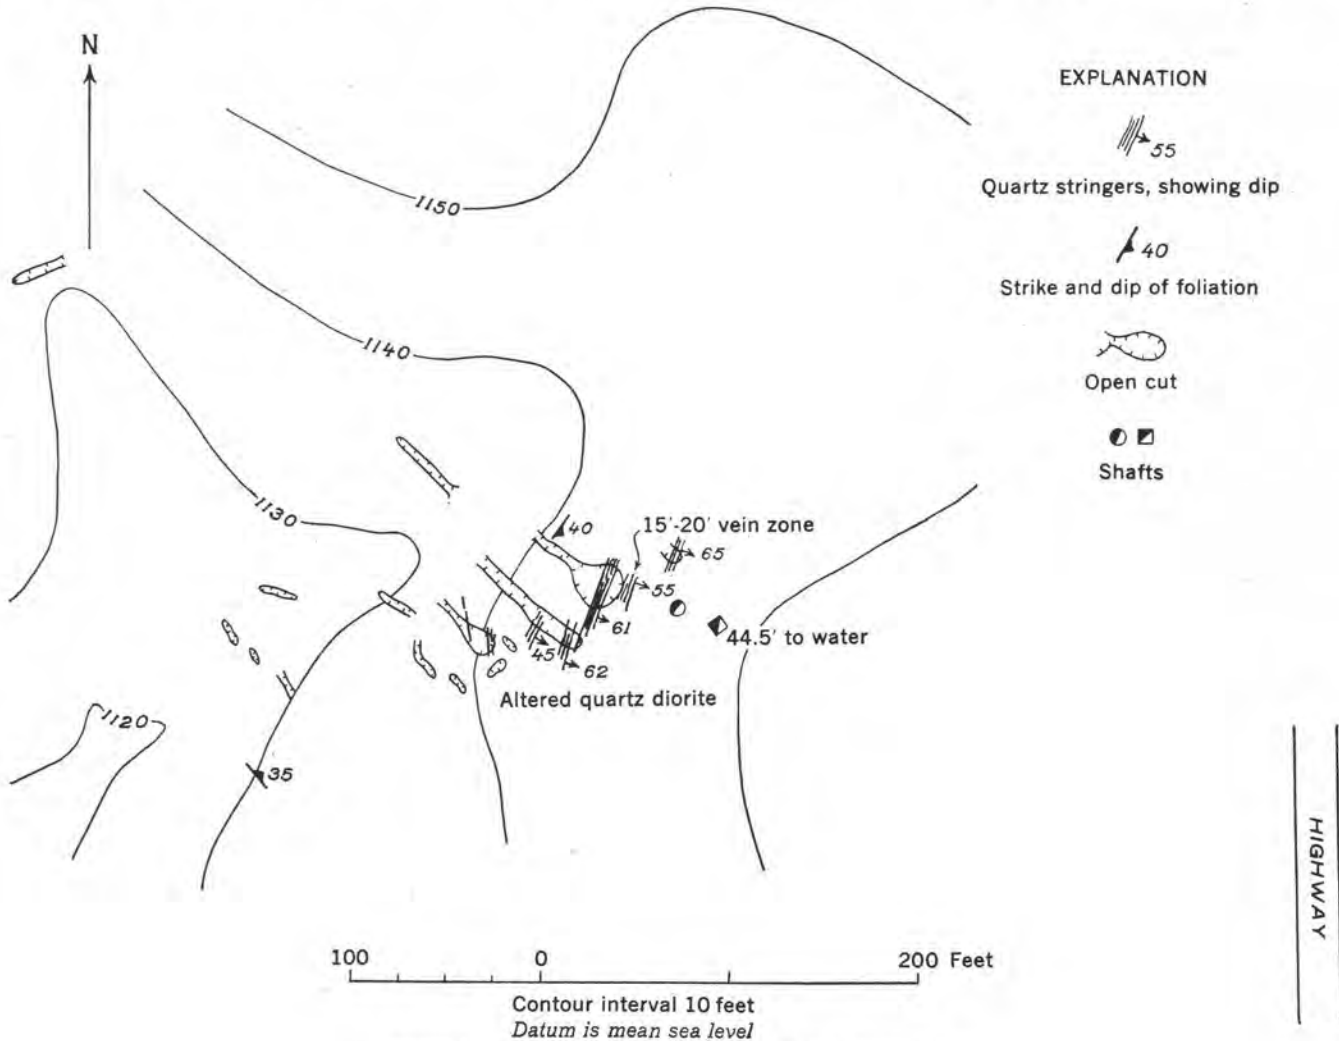 N
EXPLANATION
55
Quartz stringers, showing dip
40
Strike and dip of foliation
Open cut
Shafts
1150
1140
1130
1120
40
15'-20' vein zone
65
55
61
45
62
44.5' to water
Altered quartz diorite
35
HIGHWAY
100 0 200 Feet
Contour interval 10 feet
Datum is mean sea level